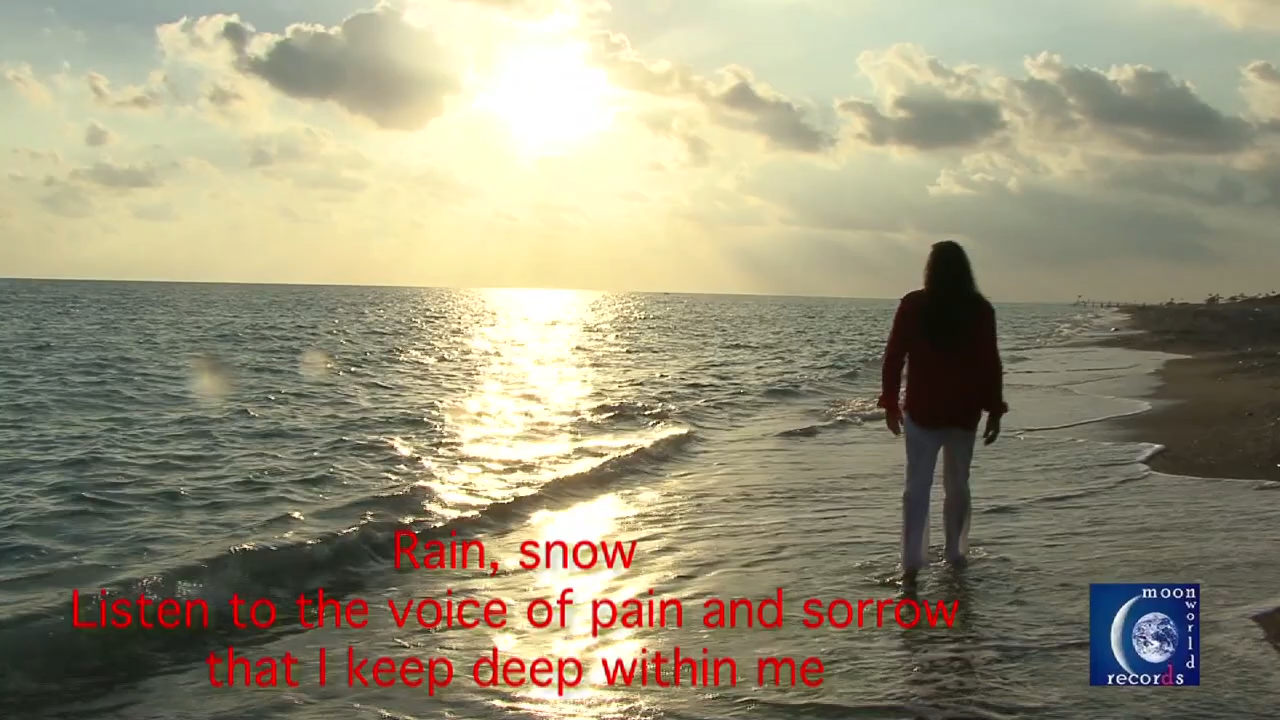 Rain, snow
Listen to the voice of pain and sorrow
that I keep deep within me
moon
world
records